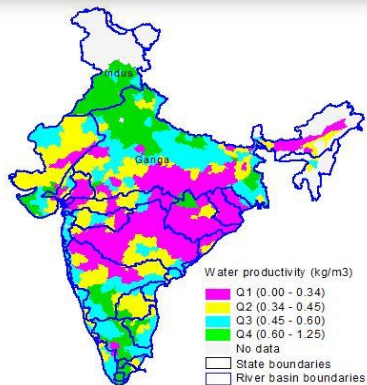 Indus
Ganga
Water productivity (kg/m3)
Q1 (0.00 - 0.34)
Q2 (0.34 - 0.45)
Q3 (0.45 - 0.60)
Q4 (0.60 - 1.25)
No data
State boundaries
River basin boundaries